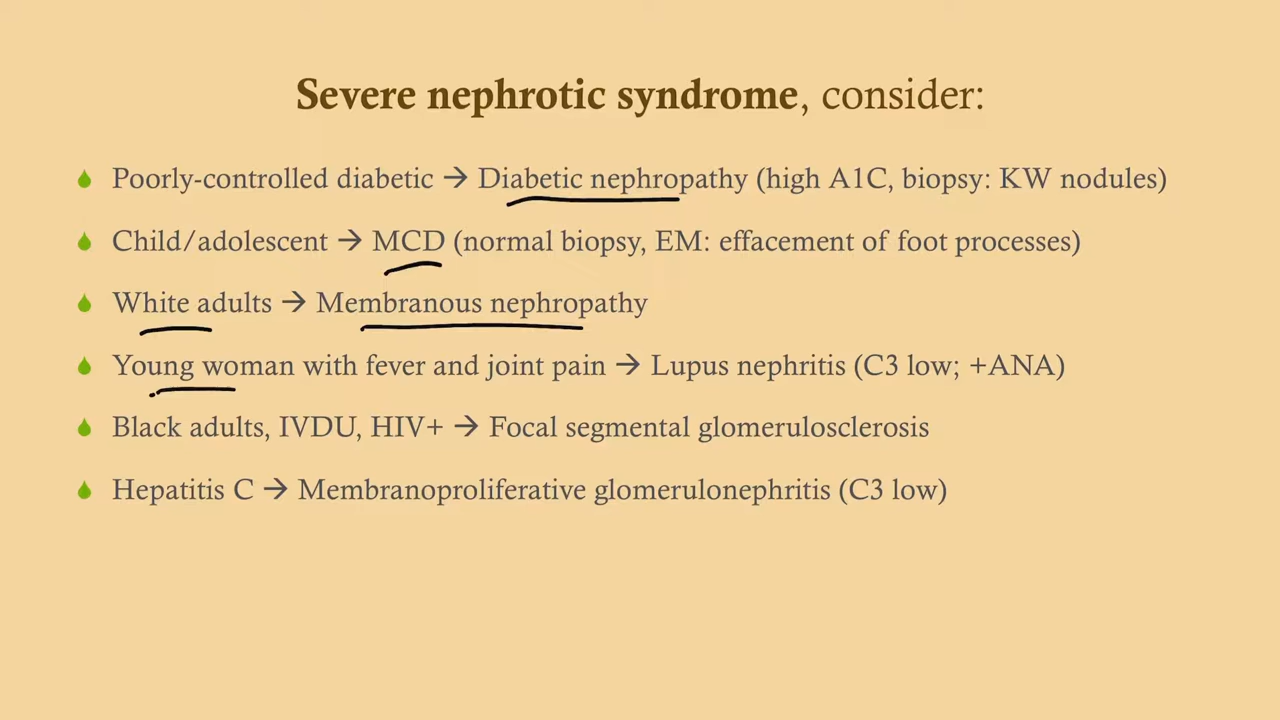 Severe nephrotic syndrome, consider:
Poorly-controlled diabetic → Diabetic nephropathy (high A1C, biopsy: KW nodules)
Child/adolescent → MCD (normal biopsy, EM: effacement of foot processes)
White adults → Membranous nephropathy
Young woman with fever and joint pain → Lupus nephritis (C3 low; +ANA)
Black adults, IVDU, HIV+ → Focal segmental glomerulosclerosis
Hepatitis C → Membranoproliferative glomerulonephritis (C3 low)